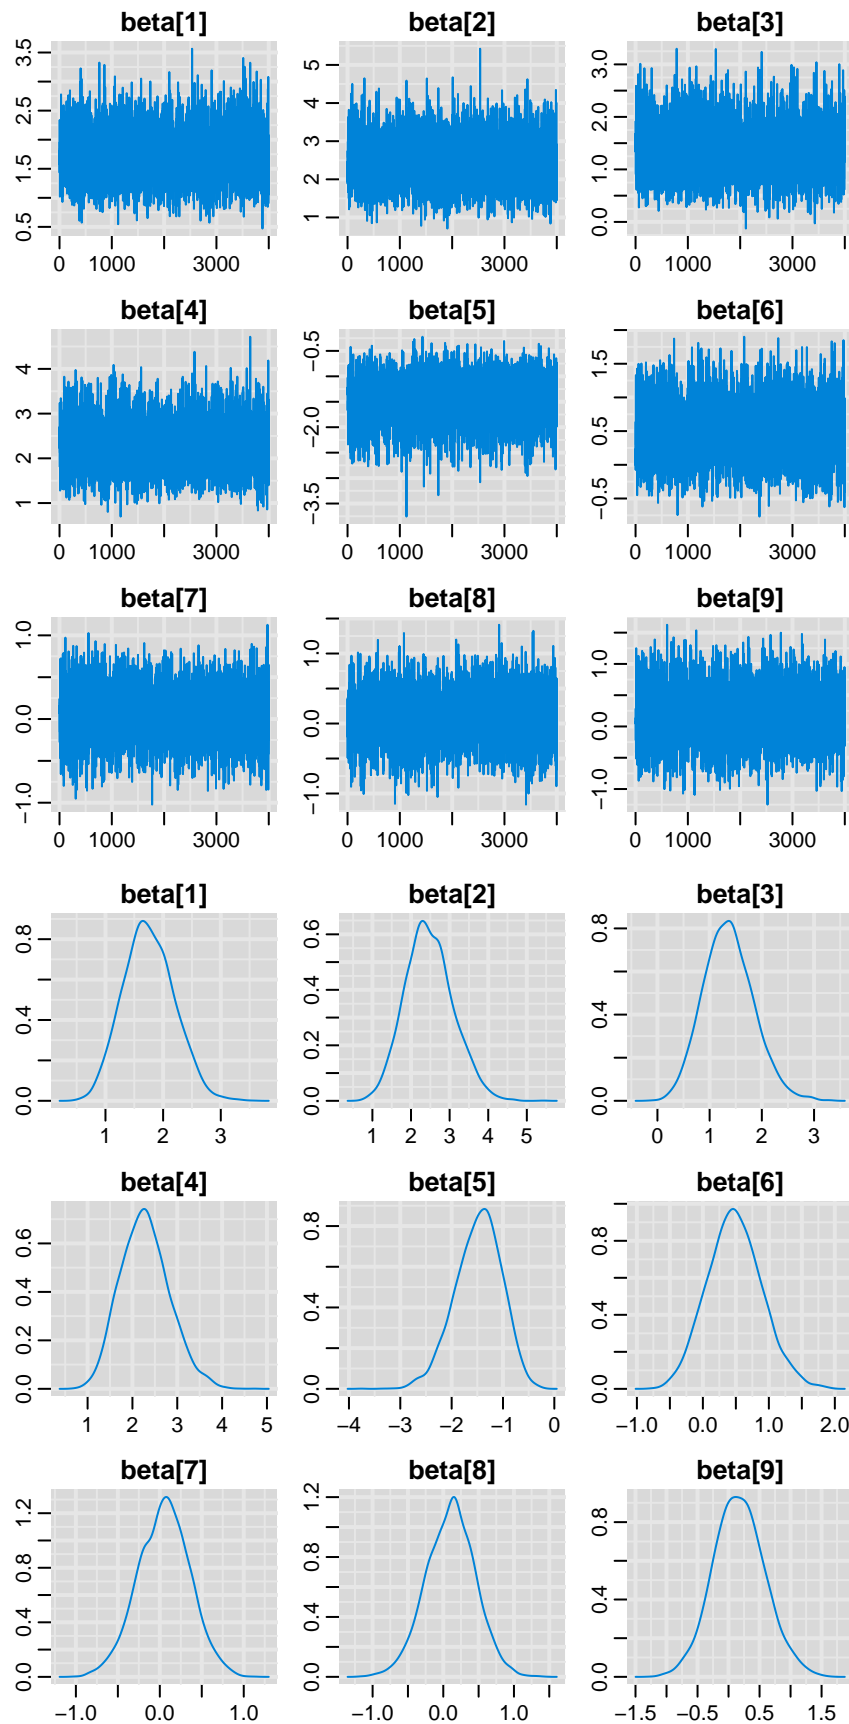 beta[1] beta[2] beta[3]
0.5 1.5 2.5 3.5
1 2 3 4 5
0.0 1.0 2.0 3.0
0 1000 3000 0 1000 3000 0 1000 3000
beta[4] beta[5] beta[6]
1 2 3 4
−3.5 −2.0 −0.5
−0.5 0.5 1.5
0 1000 3000 0 1000 3000 0 1000 3000
beta[7] beta[8] beta[9]
−1.0 0.0 1.0
−1.0 0.0 1.0
−1.0 0.0 1.0
0 1000 3000 0 1000 3000 0 1000 3000
beta[1] beta[2] beta[3]
0.0 0.4 0.8
0.0 0.2 0.4 0.6
0.0 0.4 0.8
1 2 3 1 2 3 4 5 0 1 2 3
beta[4] beta[5] beta[6]
0.0 0.2 0.4 0.6
0.0 0.4 0.8
0.0 0.4 0.8
1 2 3 4 5 −4 −3 −2 −1 0 −1.0 0.0 1.0 2.0
beta[7] beta[8] beta[9]
0.0 0.4 0.8 1.2
0.0 0.4 0.8 1.2
0.0 0.4 0.8
−1.0 0.0 1.0 −1.0 0.0 1.0 −1.5 −0.5 0.5 1.5